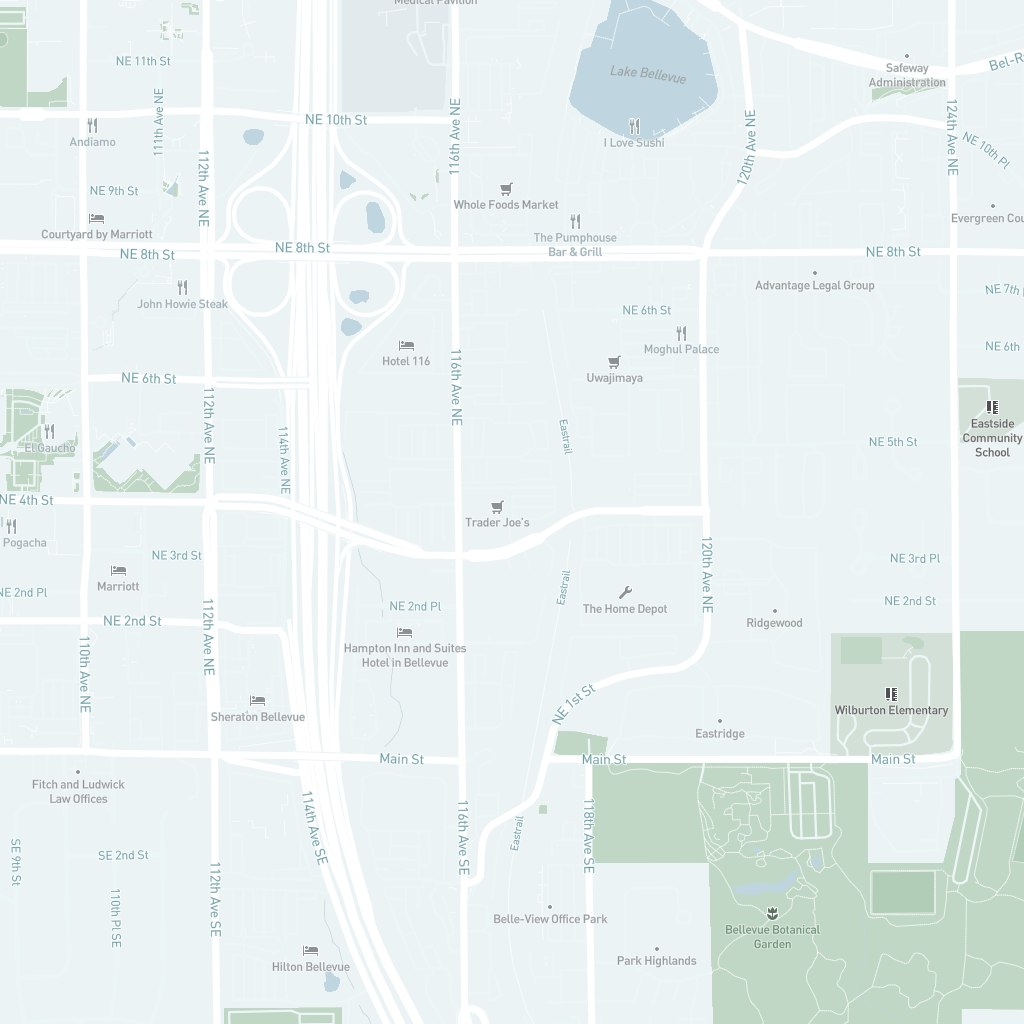 Medical Pavilion
NE 11th St
Lake Bellevue
Safeway
Administration
Bel-R
111th Ave NE
NE 10th St
116th Ave NE
120th Ave NE
124th Ave NE
Andiamo
I Love Sushi
NE 10th Pl
112th Ave NE
NE 9th St
Whole Foods Market
Evergreen Cou
Courtyard by Marriott
The Pumphouse
Bar & Grill
NE 8th St
NE 8th St
NE 8th St
Advantage Legal Group
NE 7th
John Howie Steak
NE 6th St
Moghul Palace
NE 6th
Hotel 116
Uwajimaya
NE 6th St
116th Ave NE
112th Ave NE
El Gaucho
114th Ave NE
Eastrail
NE 5th St
Eastside
Community
School
NE 4th St
Trader Joe's
Pogacha
NE 3rd St
120th Ave NE
NE 3rd Pl
Marriott
NE 2nd Pl
NE 2nd Pl
Eastrail
The Home Depot
NE 2nd St
NE 2nd St
112th Ave NE
110th Ave NE
Ridgewood
Hampton Inn and Suites
Hotel in Bellevue
Sheraton Bellevue
NE 1st St
Wilburton Elementary
Eastridge
Main St
Main St
Main St
Fitch and Ludwick
Law Offices
114th Ave SE
116th Ave SE
118th Ave SE
Eastrail
SE 9th St
SE 2nd St
112th Ave SE
110th Pl SE
Belle-View Office Park
Bellevue Botanical
Garden
Hilton Bellevue
Park Highlands